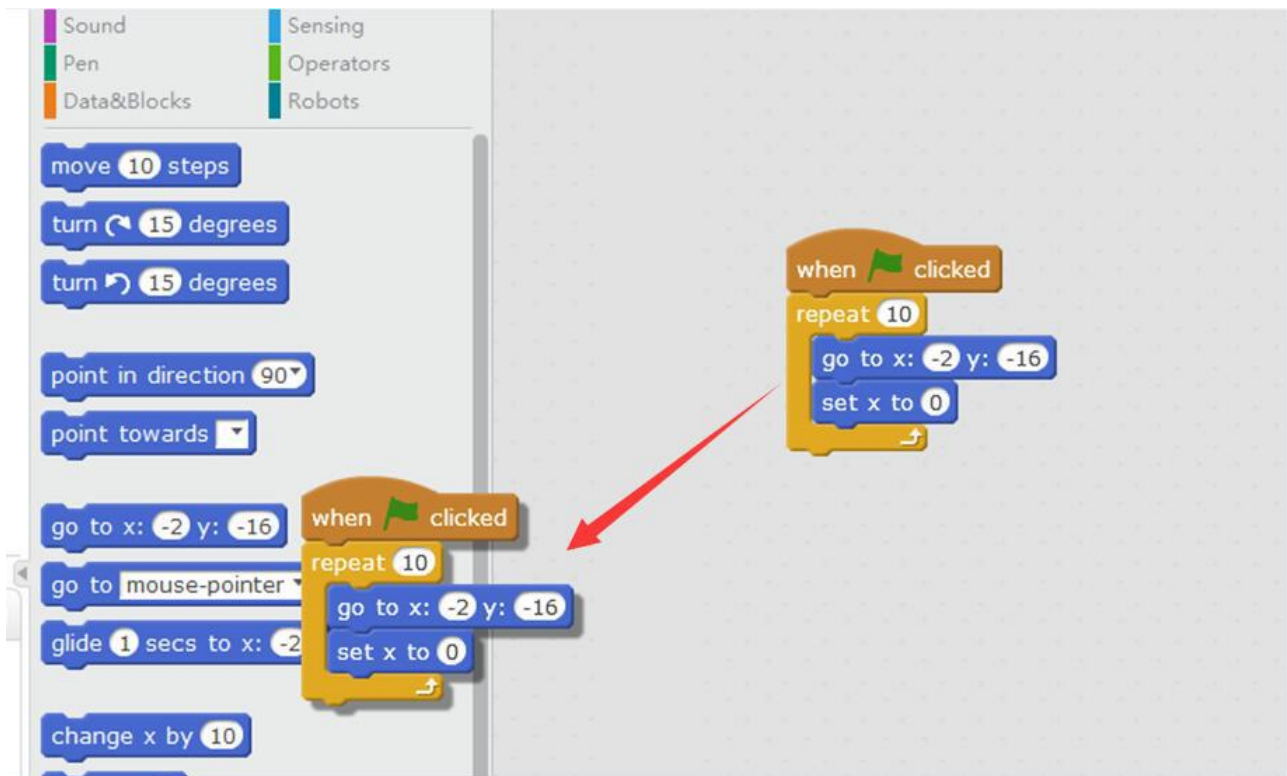 Sound
Sensing
Pen
Operators
Data&Blocks
Robots
move 10 steps
turn 15 degrees
turn 15 degrees
point in direction 90
point towards
go to x: -2 y: -16
go to mouse-pointer
glide 1 secs to x: -2
change x by 10
when clicked
repeat 10
go to x: -2 y: -16
set x to 0
when clicked
repeat 10
go to x: -2 y: -16
set x to 0